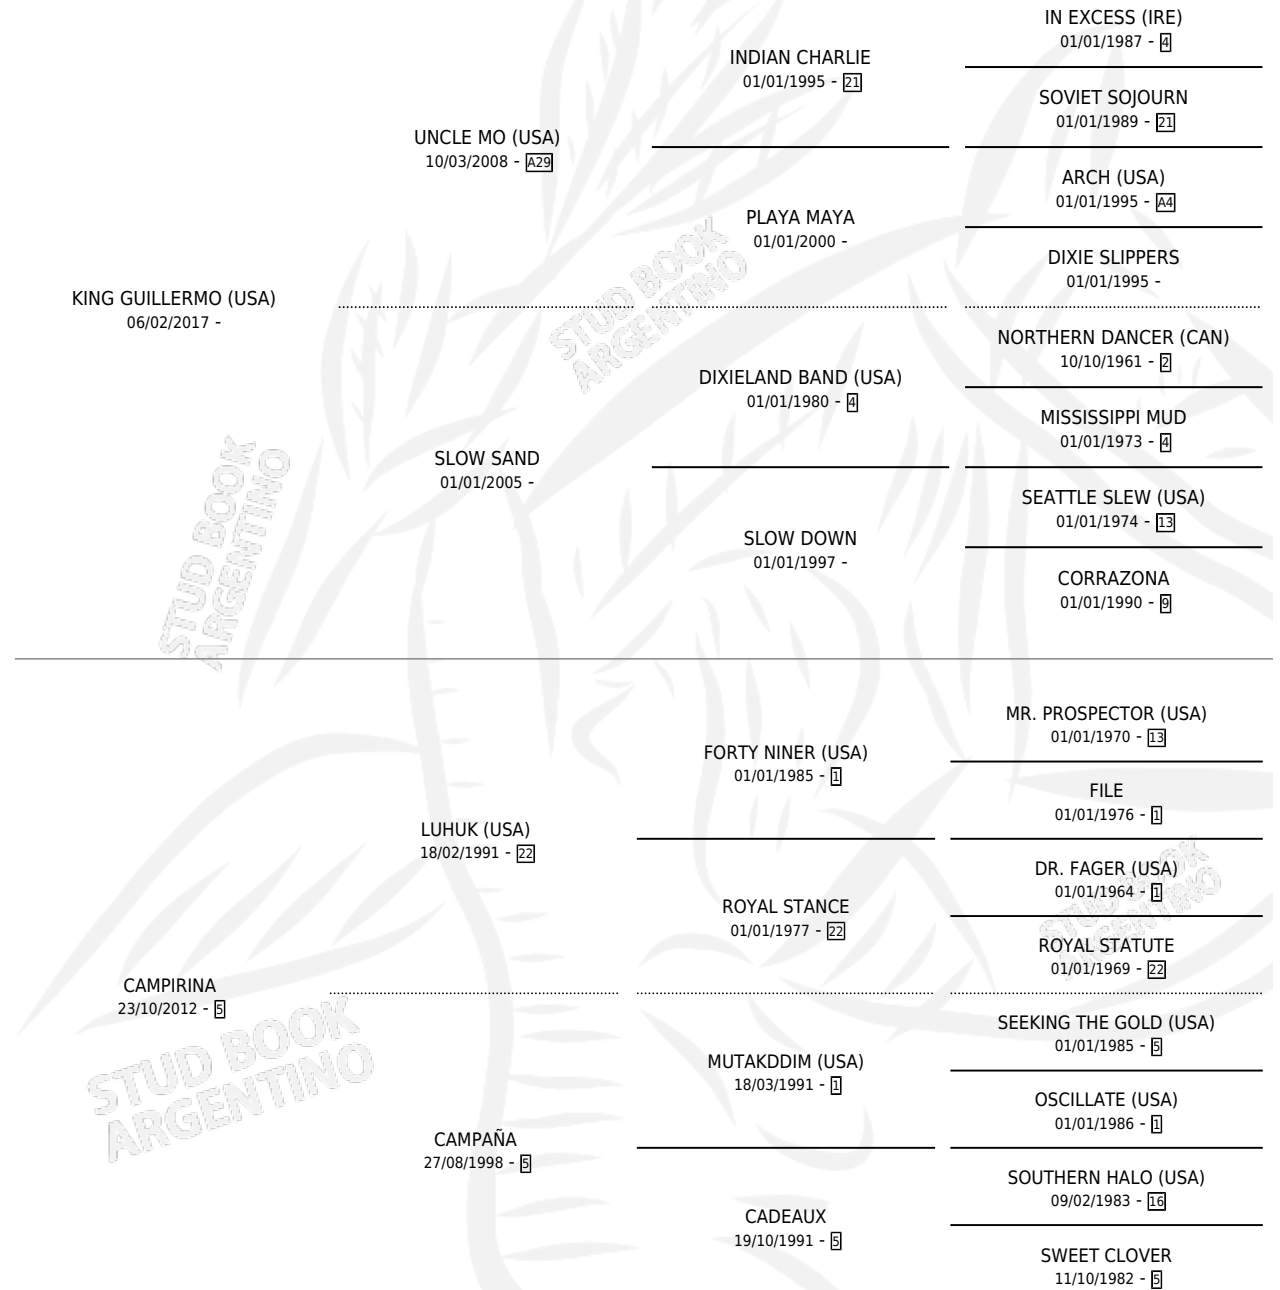 IN EXCESS (IRE)
01/01/1987 - 4
INDIAN CHARLIE
01/01/1995 - 21
SOVIET SOJOURN
01/01/1989 - 21
UNCLE MO (USA)
10/03/2008 - A29
ARCH (USA)
01/01/1995 - A4
PLAYA MAYA
01/01/2000 -
DIXIE SLIPPERS
01/01/1995 -
KING GUILLERMO (USA)
06/02/2017 -
NORTHERN DANCER (CAN)
10/10/1961 - 2
DIXIELAND BAND (USA)
01/01/1980 - 4
MISSISSIPPI MUD
01/01/1973 - 4
SLOW SAND
01/01/2005 -
SEATTLE SLEW (USA)
01/01/1974 - 13
SLOW DOWN
01/01/1997 -
CORRAZONA
01/01/1990 - 9
STUD BOOK
ARGENTINO
STUD BOOK
ARGENTINO
MR. PROSPECTOR (USA)
01/01/1970 - 13
FORTY NINER (USA)
01/01/1985 - 1
FILE
01/01/1976 - 1
LUHUK (USA)
18/02/1991 - 22
DR. FAGER (USA)
01/01/1964 - 1
ROYAL STANCE
01/01/1977 - 22
ROYAL STATUTE
01/01/1969 - 22
CAMPIRINA
23/10/2012 - 5
SEEKING THE GOLD (USA)
01/01/1985 - 5
MUTAKDDIM (USA)
18/03/1991 - 1
OSCILLATE (USA)
01/01/1986 - 1
CAMPAÑA
27/08/1998 - 5
SOUTHERN HALO (USA)
09/02/1983 - 16
CADEAUX
19/10/1991 - 5
SWEET CLOVER
11/10/1982 - 5
STUD BOOK
ARGENTINO
STUD BOOK
ARGENTINO